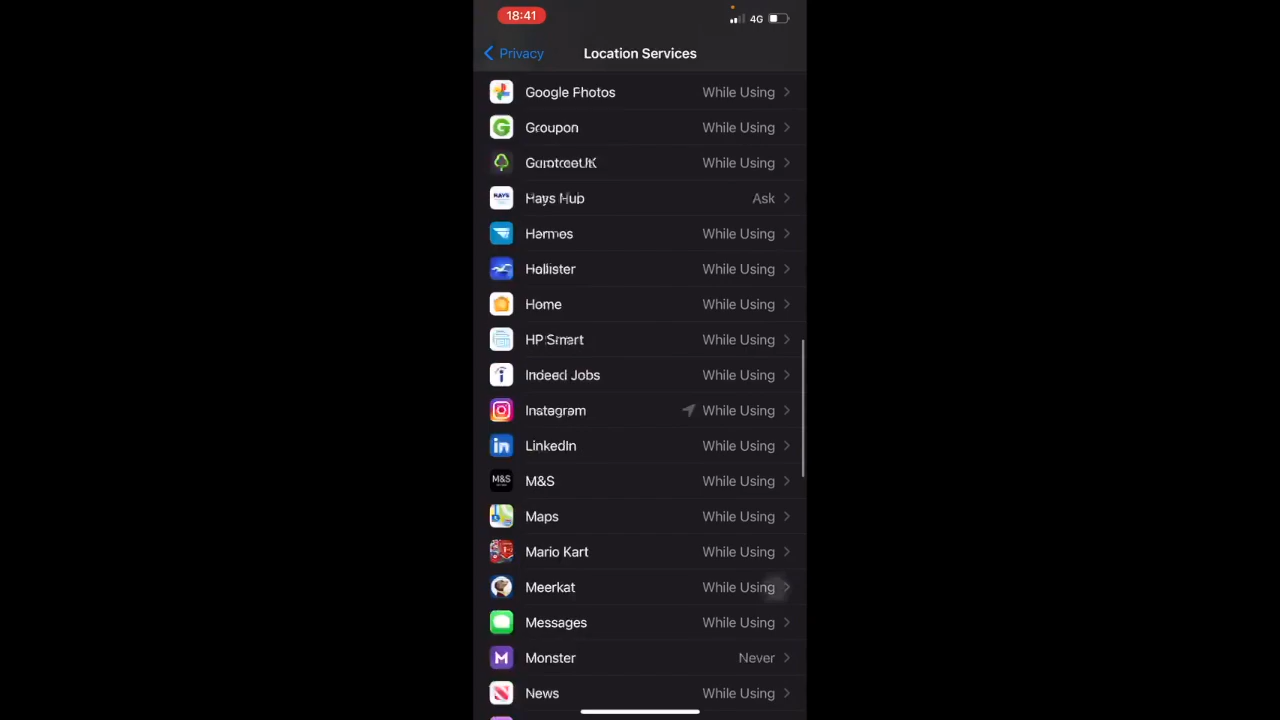 18:41
4G
Privacy
Location Services
Google Photos While Using
Groupon While Using
GumtreeUK While Using
Hays Hub Ask
HAYS
Hermes While Using
Hollister While Using
Home While Using
HP Smart While Using
Indeed Jobs While Using
Instagram While Using
LinkedIn While Using
in
M&S While Using
M&S
Maps While Using
Mario Kart While Using
Meerkat While Using
Messages While Using
Monster Never
M
News While Using